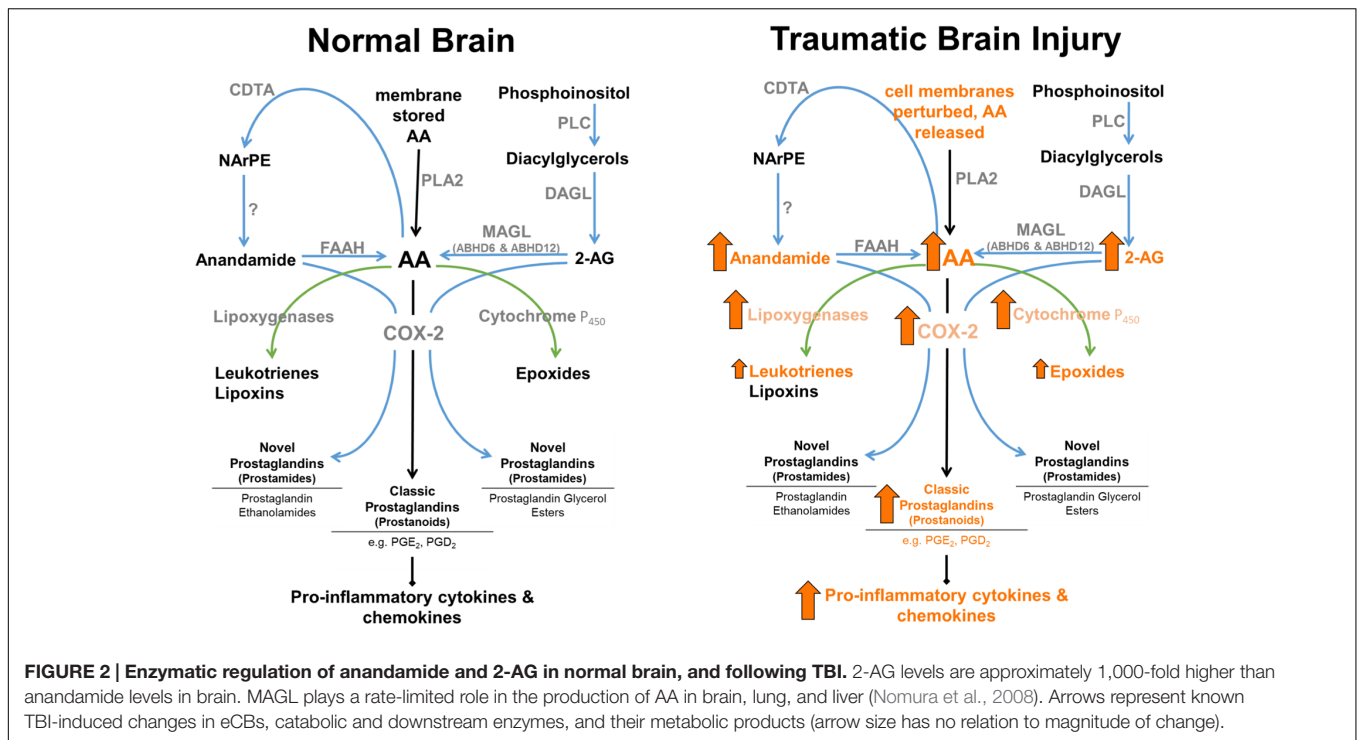 Normal Brain
CDTA
membrane
stored
AA
Phosphoinositol
PLC
NArPE
PLA2
Diacylglycerols
DAGL
?
MAGL
(ABHD6 & ABHD12)
FAAH
Anandamide
AA
2-AG
Lipoxygenases
COX-2
Cytochrome P450
Leukotrienes
Lipoxins
Epoxides
Novel
Prostaglandins
(Prostamides)
Prostaglandin
Ethanolamides
Classic
Prostaglandins
(Prostanoids)
e.g. PGE2, PGD2
Novel
Prostaglandins
(Prostamides)
Prostaglandin Glycerol
Esters
Pro-inflammatory cytokines &
chemokines
Traumatic Brain Injury
CDTA
cell membranes
perturbed, AA
released
Phosphoinositol
PLC
NArPE
PLA2
Diacylglycerols
DAGL
?
MAGL
(ABHD6 & ABHD12)
FAAH
Anandamide
AA
2-AG
Lipoxygenases
COX-2
Cytochrome P450
Leukotrienes
Lipoxins
Epoxides
Novel
Prostaglandins
(Prostamides)
Prostaglandin
Ethanolamides
Classic
Prostaglandins
(Prostanoids)
e.g. PGE2, PGD2
Novel
Prostaglandins
(Prostamides)
Prostaglandin Glycerol
Esters
Pro-inflammatory cytokines &
chemokines
FIGURE 2 | Enzymatic regulation of anandamide and 2-AG in normal brain, and following TBI. 2-AG levels are approximately 1,000-fold higher than
anandamide levels in brain. MAGL plays a rate-limited role in the production of AA in brain, lung, and liver (Nomura et al., 2008). Arrows represent known
TBI-induced changes in eCBs, catabolic and downstream enzymes, and their metabolic products (arrow size has no relation to magnitude of change).